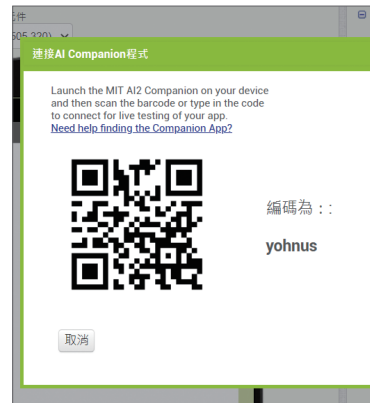 件
505,320)
連接AI Companion程式
Launch the MIT AI2 Companion on your device
and then scan the barcode or type in the code
to connect for live testing of your app.
Need help finding the Companion App?
編碼為：:
yohnus
取消